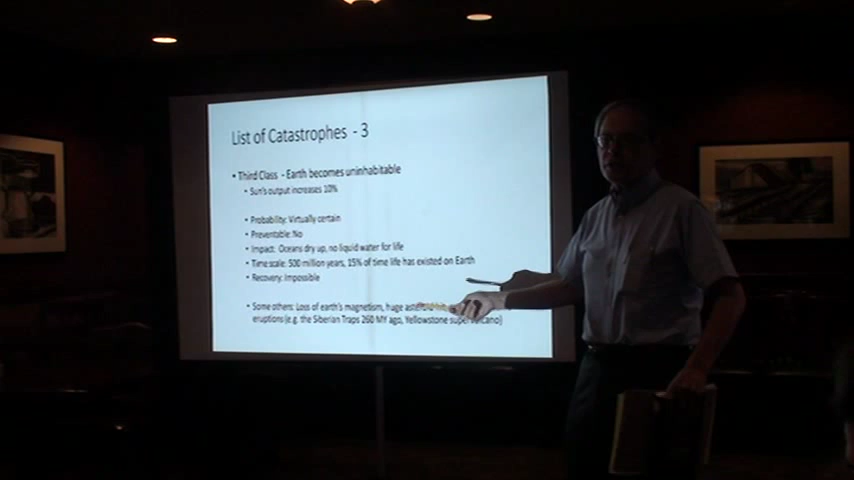 List of Catastrophes - 3
• Third Class - Earth becomes uninhabitable
• Sun's output increases 10%
• Probability: Virtually certain
• Preventable: No
• Impact: Oceans dry up, no liquid water for life
• Time scale: 500 million years, 15% of time life has existed on Earth
• Recovery: Impossible
• Some others: Loss of earth's magnetism, huge
eruptions (e.g. the Siberian Traps 260 MY ago, Yellowstone super volcano)